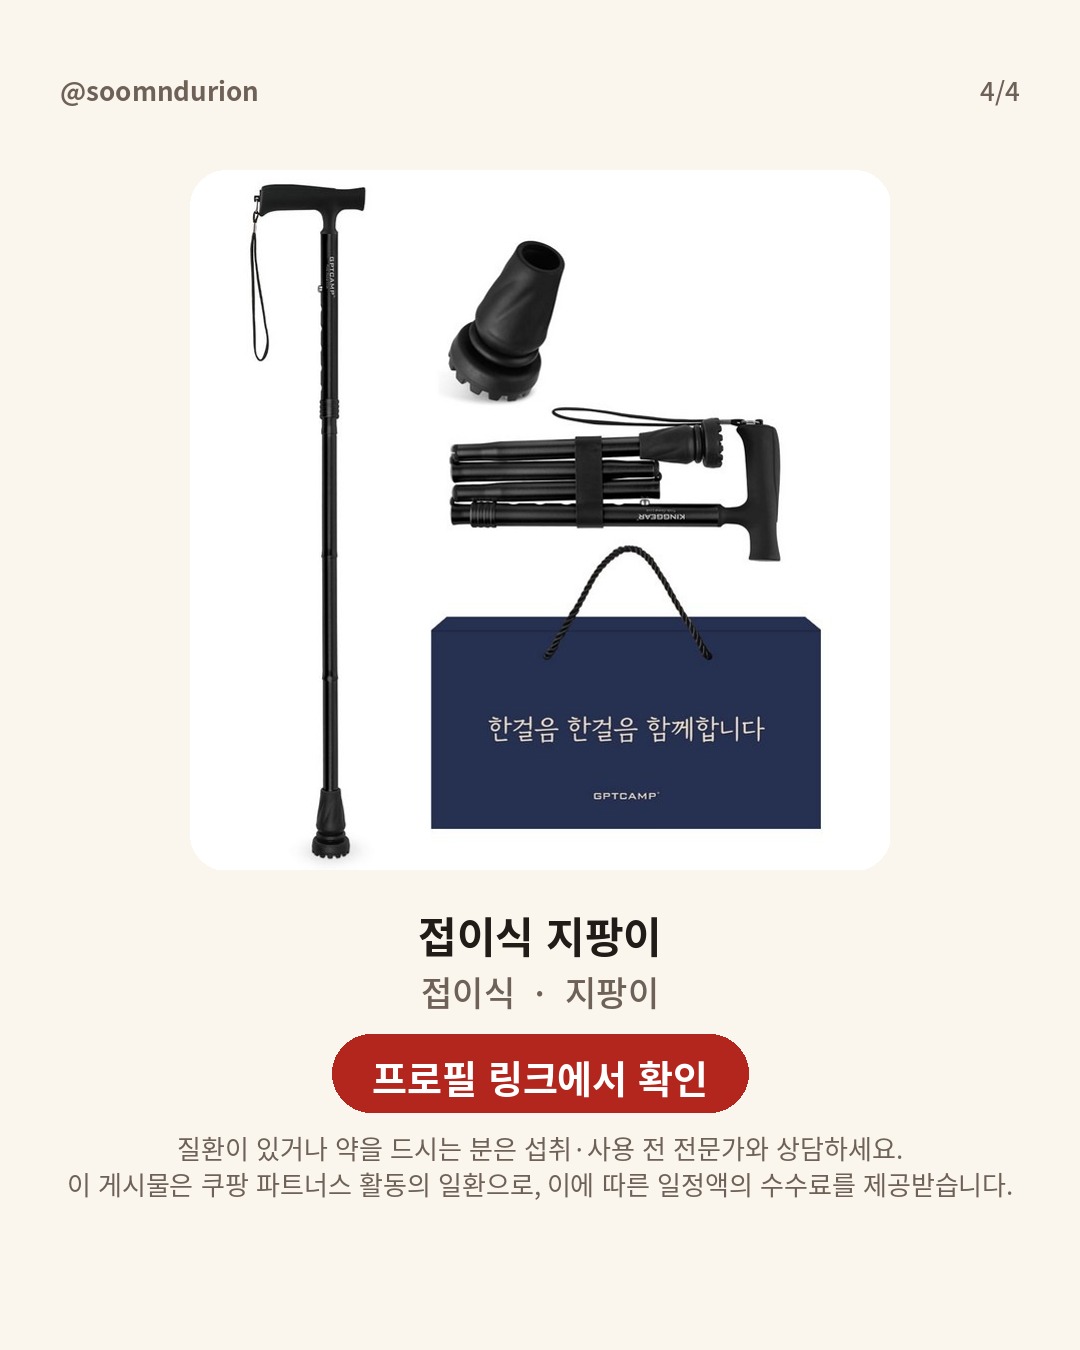 @soomndurion
4/4
GPTCAMP
KINGGEAR
한걸음 한걸음 함께합니다
GPTCAMP
접이식 지팡이
접이식 · 지팡이
프로필 링크에서 확인
질환이 있거나 약을 드시는 분은 섭취·사용 전 전문가와 상담하세요.
이 게시물은 쿠팡 파트너스 활동의 일환으로, 이에 따른 일정액의 수수료를 제공받습니다.